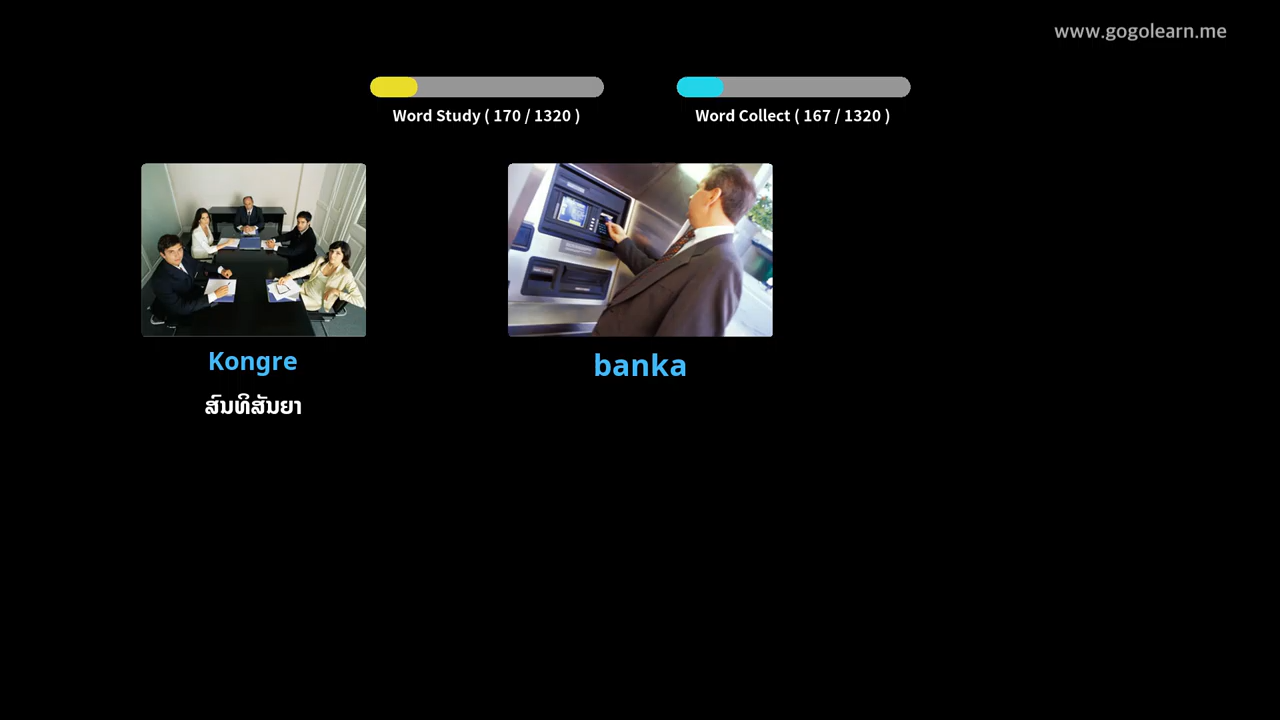 www.gogolearn.me
Word Study ( 170 / 1320 )
Word Collect ( 167 / 1320 )
Kongre
ສົນທິສັນຍາ
banka